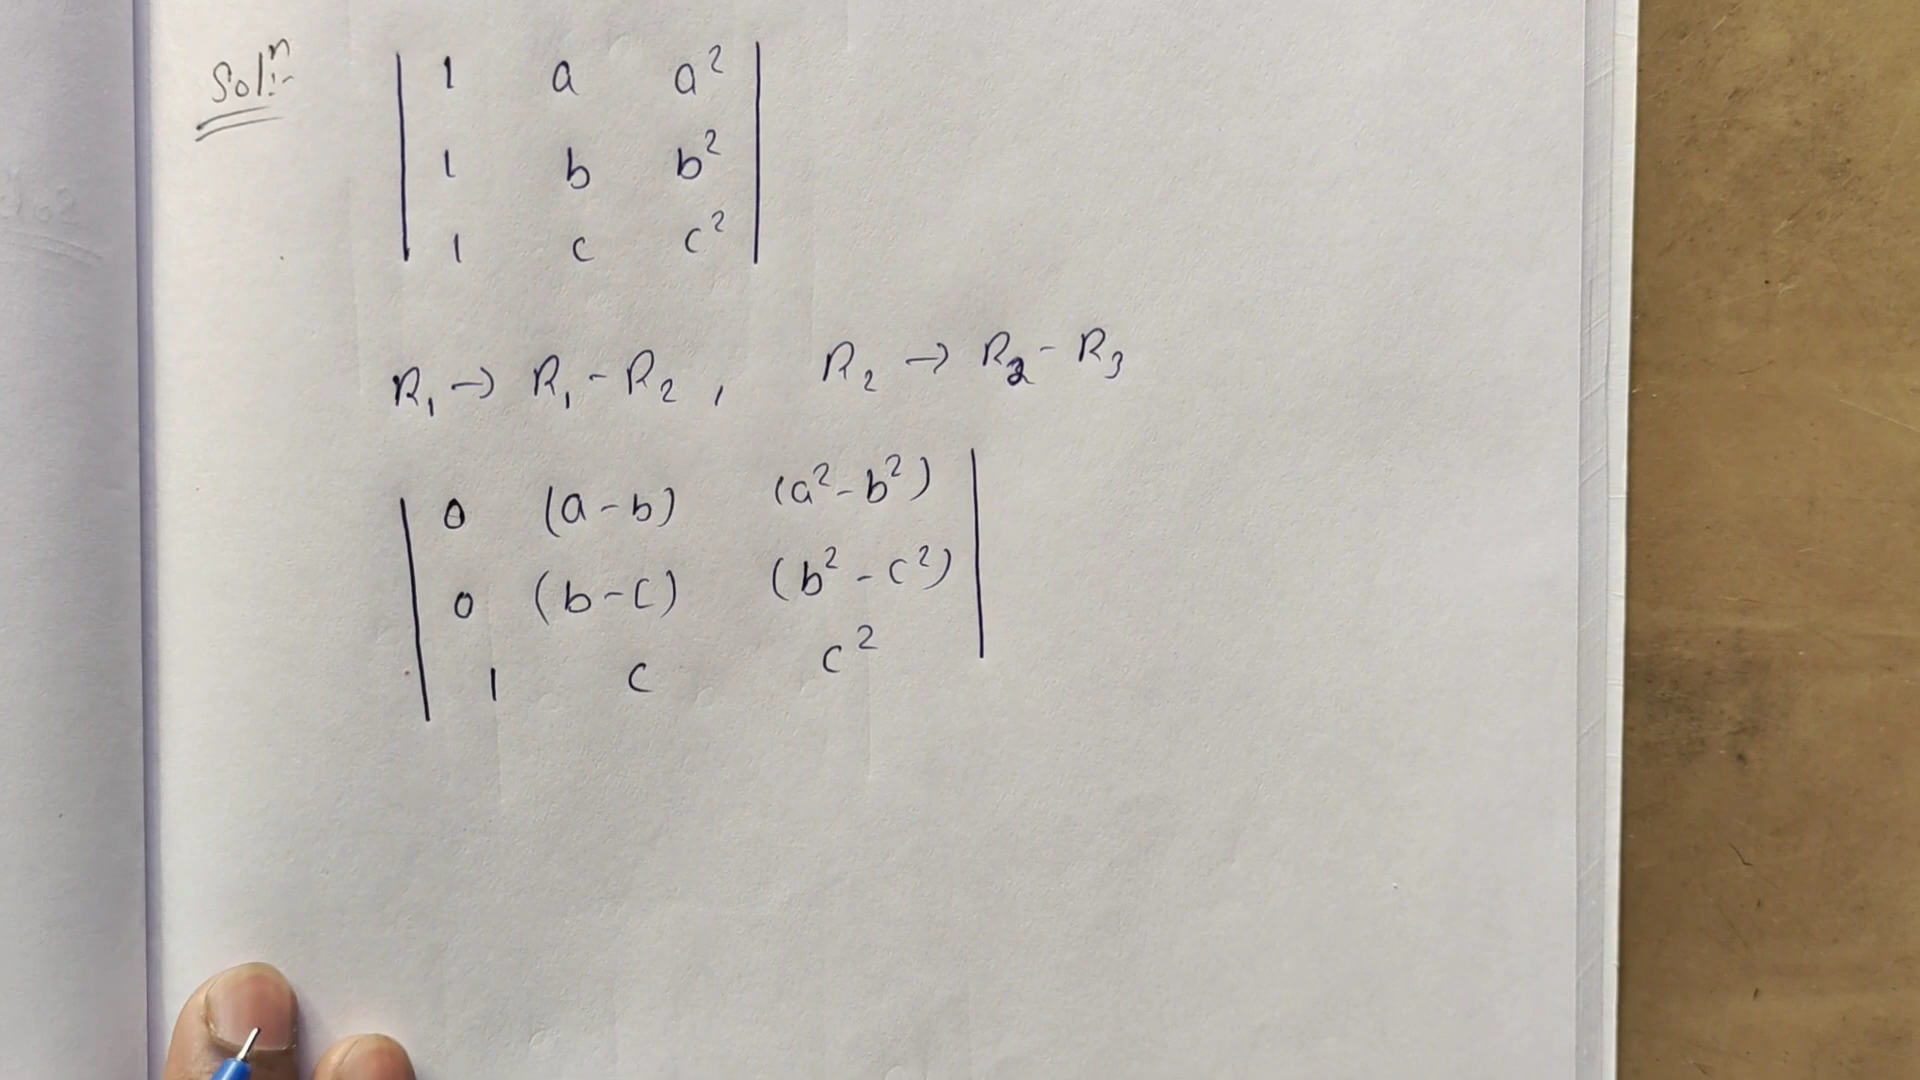 Solⁿ:-
| 1 a a² |
| 1 b b² |
| 1 c c² |
R₁ → R₁ - R₂ , R₂ → R₂ - R₃
| 0 (a-b) (a²-b²) |
| 0 (b-c) (b²-c²) |
| 1 c c² |